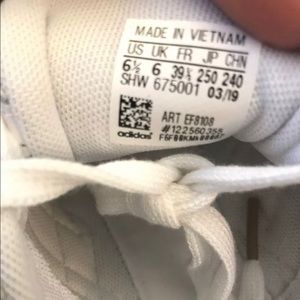 MADE IN VIETNAM
US UK FR JP CHN
6½ 6 39⅓ 250 240
SHW 675001 03/19
ART EF8108
#122560355
adidas